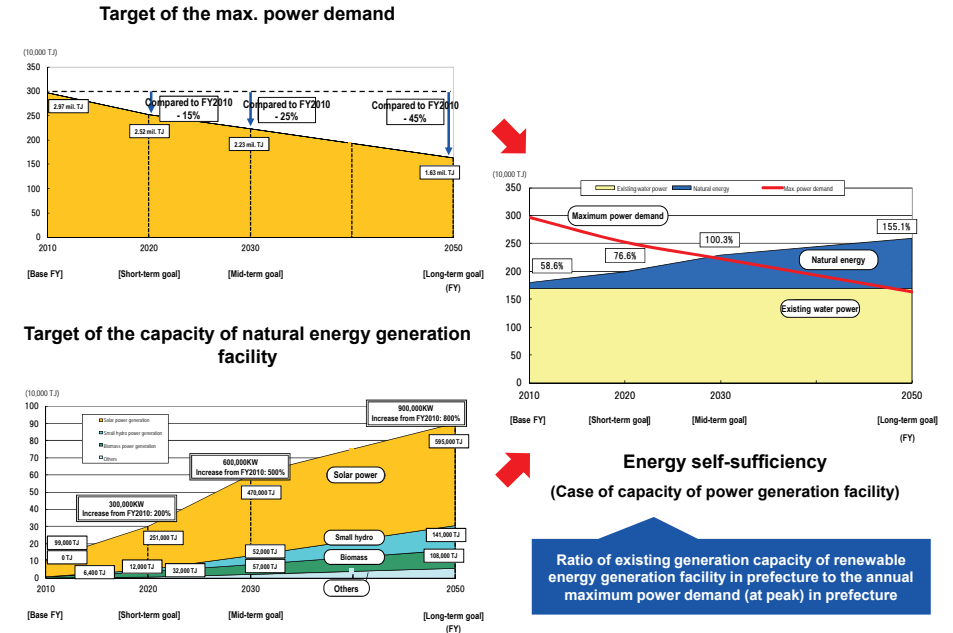 Target of the max. power demand
(10,000 TJ)
350
300
250
200
150
100
50
0
2.97 mil. TJ
Compared to FY2010
- 15%
2.52 mil. TJ
Compared to FY2010
- 25%
2.23 mil. TJ
Compared to FY2010
- 45%
1.63 mil. TJ
2010
2020
2030
2050
[Base FY]
[Short-term goal]
[Mid-term goal]
[Long-term goal]
(FY)
Target of the capacity of natural energy generation
facility
(10,000 TJ)
100
90
80
70
60
50
40
30
20
10
0
Solar power generation
Small hydro power generation
Biomass power generation
Others
300,000KW
Increase from FY2010: 200%
600,000KW
Increase from FY2010: 500%
900,000KW
Increase from FY2010: 800%
99,000 TJ
0 TJ
6,400 TJ
251,000 TJ
12,000 TJ
32,000 TJ
470,000 TJ
52,000 TJ
57,000 TJ
595,000 TJ
141,000 TJ
108,000 TJ
Solar power
Small hydro
Biomass
Others
2010
2020
2030
2050
[Base FY]
[Short-term goal]
[Mid-term goal]
[Long-term goal]
(FY)
(10,000 TJ)
350
300
250
200
150
100
50
0
Existing water power
Natural energy
Max. power demand
Maximum power demand
58.6%
76.6%
100.3%
155.1%
Natural energy
Existing water power
2010
2020
2030
2050
[Base FY]
[Short-term goal]
[Mid-term goal]
[Long-term goal]
(FY)
Energy self-sufficiency
(Case of capacity of power generation facility)
Ratio of existing generation capacity of renewable
energy generation facility in prefecture to the annual
maximum power demand (at peak) in prefecture